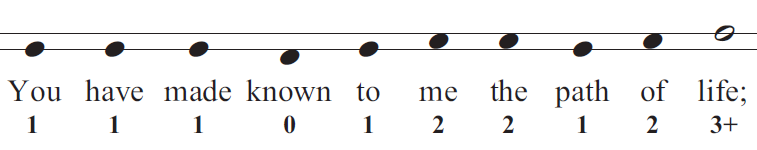 You have made known to me the path of life;
1 1 1 0 1 2 2 1 2 3+